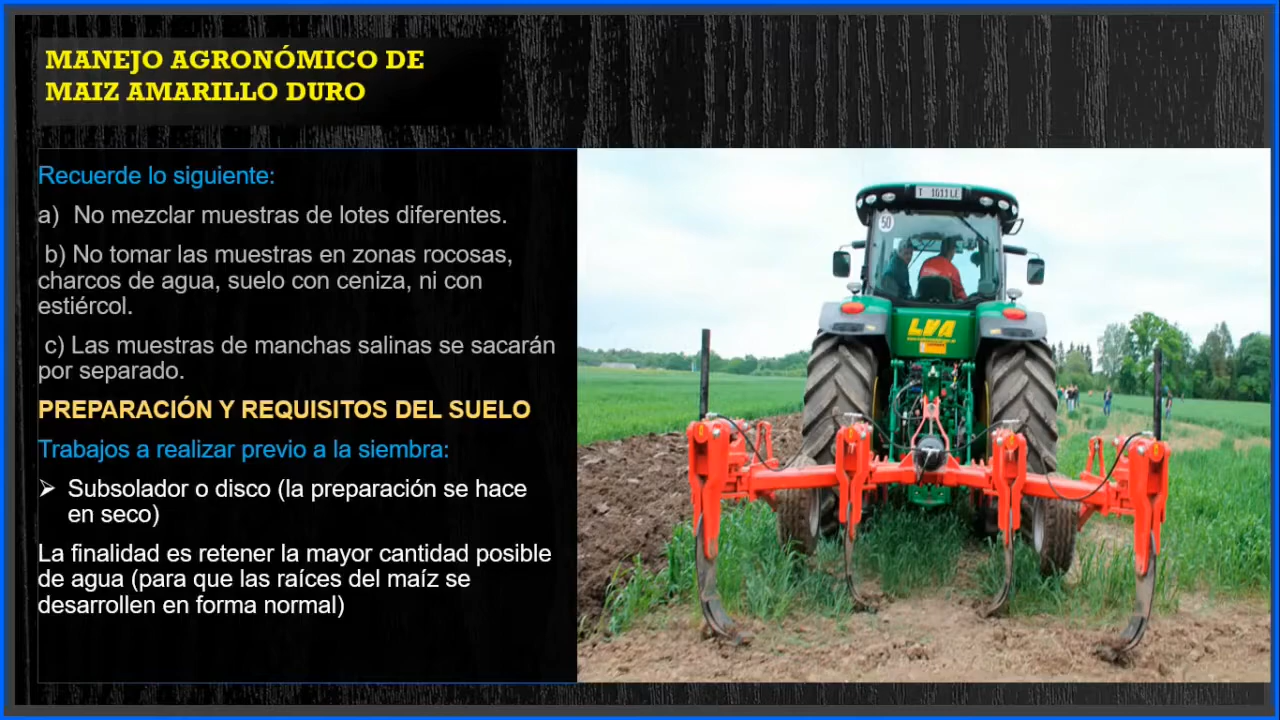 MANEJO AGRONÓMICO DE
MAIZ AMARILLO DURO
Recuerde lo siguiente:
a) No mezclar muestras de lotes diferentes.
b) No tomar las muestras en zonas rocosas,
charcos de agua, suelo con ceniza, ni con
estiércol.
c) Las muestras de manchas salinas se sacarán
por separado.
PREPARACIÓN Y REQUISITOS DEL SUELO
Trabajos a realizar previo a la siembra:
➢ Subsolador o disco (la preparación se hace
en seco)
La finalidad es retener la mayor cantidad posible
de agua (para que las raíces del maíz se
desarrollen en forma normal)
50
LVA